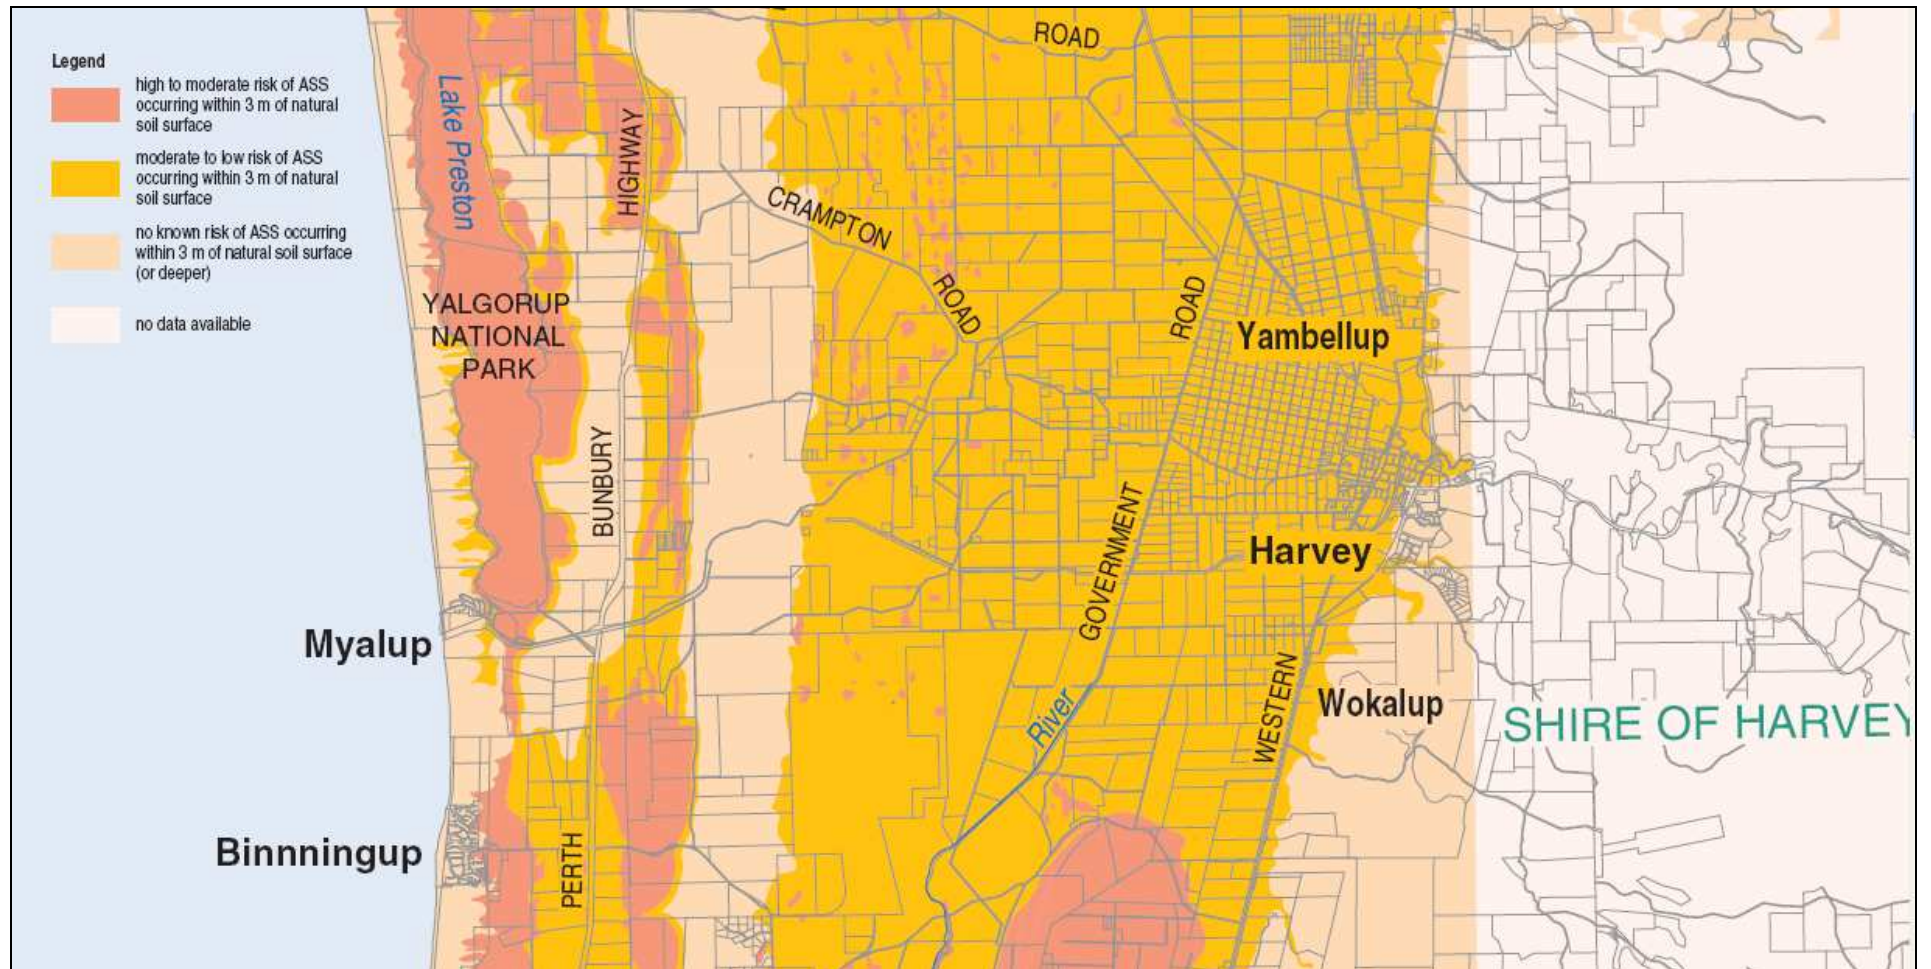 Legend
high to moderate risk of ASS
occurring within 3 m of natural
soil surface
moderate to low risk of ASS
occurring within 3 m of natural
soil surface
no known risk of ASS occurring
within 3 m of natural soil surface
(or deeper)
no data available
ROAD
Lake Preston
HIGHWAY
CRAMPTON
ROAD
YALGORUP
NATIONAL
PARK
ROAD
Yambellup
BUNBURY
GOVERNMENT
Harvey
Myalup
River
WESTERN
Wokalup
SHIRE OF HARVEY
Binnningup
PERTH